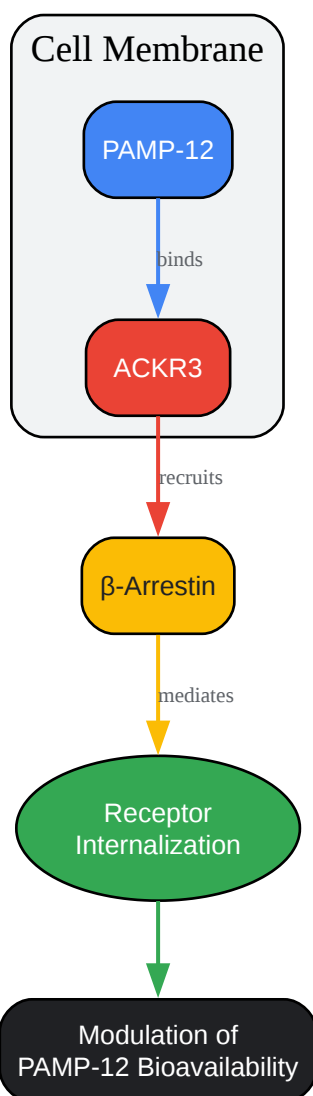 Cell Membrane
PAMP-12
binds
ACKR3
recruits
β-Arrestin
mediates
Receptor
Internalization
Modulation of
PAMP-12 Bioavailability